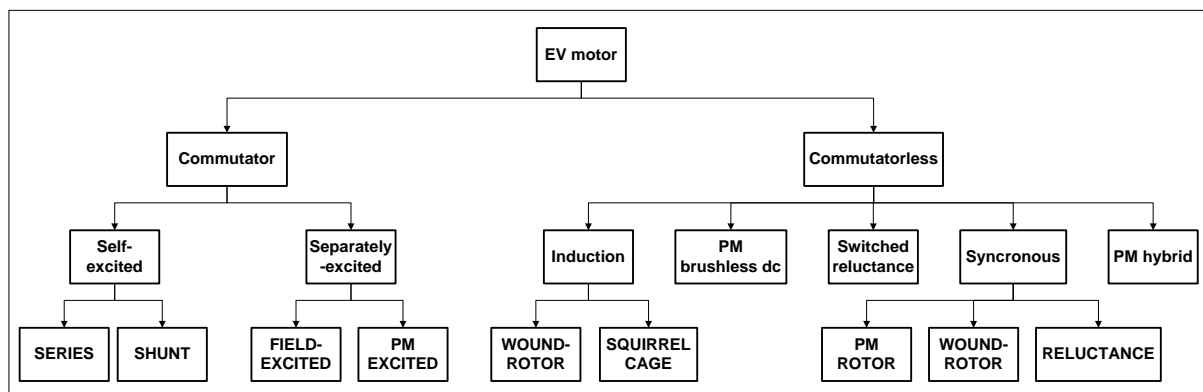 EV motor
Commutator
Commutatorless
Self-
excited
Separately
-excited
Induction
PM
brushless dc
Switched
reluctance
Syncronous
PM hybrid
SERIES
SHUNT
FIELD-
EXCITED
PM
EXCITED
WOUND-
ROTOR
SQUIRREL
CAGE
PM
ROTOR
WOUND-
ROTOR
RELUCTANCE